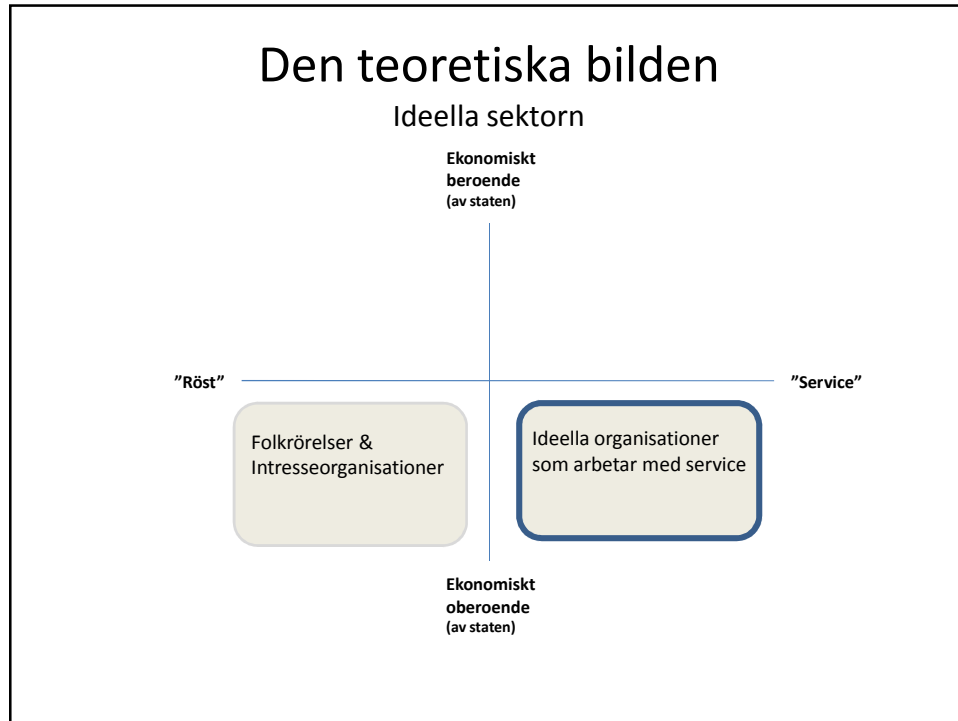 Den teoretiska bilden
Ideella sektorn
Ekonomiskt
beroende
(av staten)
”Röst”
”Service”
Folkrörelser &
Intresseorganisationer
Ideella organisationer
som arbetar med service
Ekonomiskt
oberoende
(av staten)